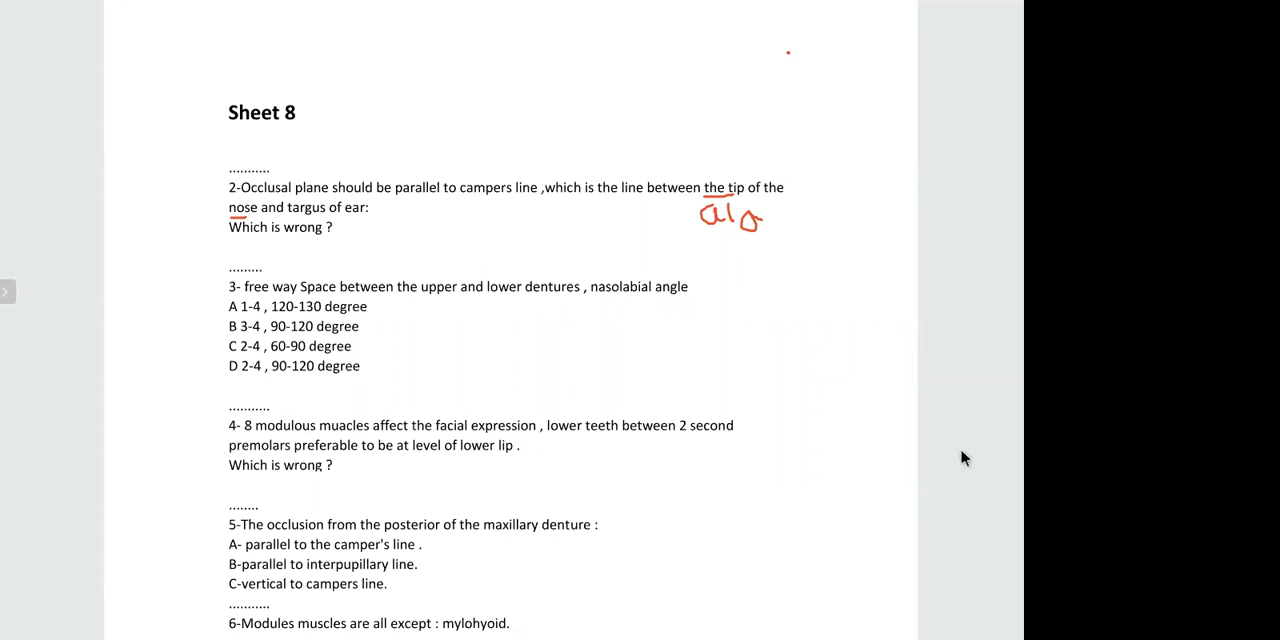 Sheet 8
...........
2-Occlusal plane should be parallel to campers line ,which is the line between the tip of the
nose and targus of ear:
ala
Which is wrong ?
.........
3- free way Space between the upper and lower dentures , nasolabial angle
A 1-4 , 120-130 degree
B 3-4 , 90-120 degree
C 2-4 , 60-90 degree
D 2-4 , 90-120 degree
...........
4- 8 modulous muacles affect the facial expression , lower teeth between 2 second
premolars preferable to be at level of lower lip .
Which is wrong ?
........
5-The occlusion from the posterior of the maxillary denture :
A- parallel to the camper's line .
B-parallel to interpupillary line.
C-vertical to campers line.
...........
6-Modules muscles are all except : mylohyoid.